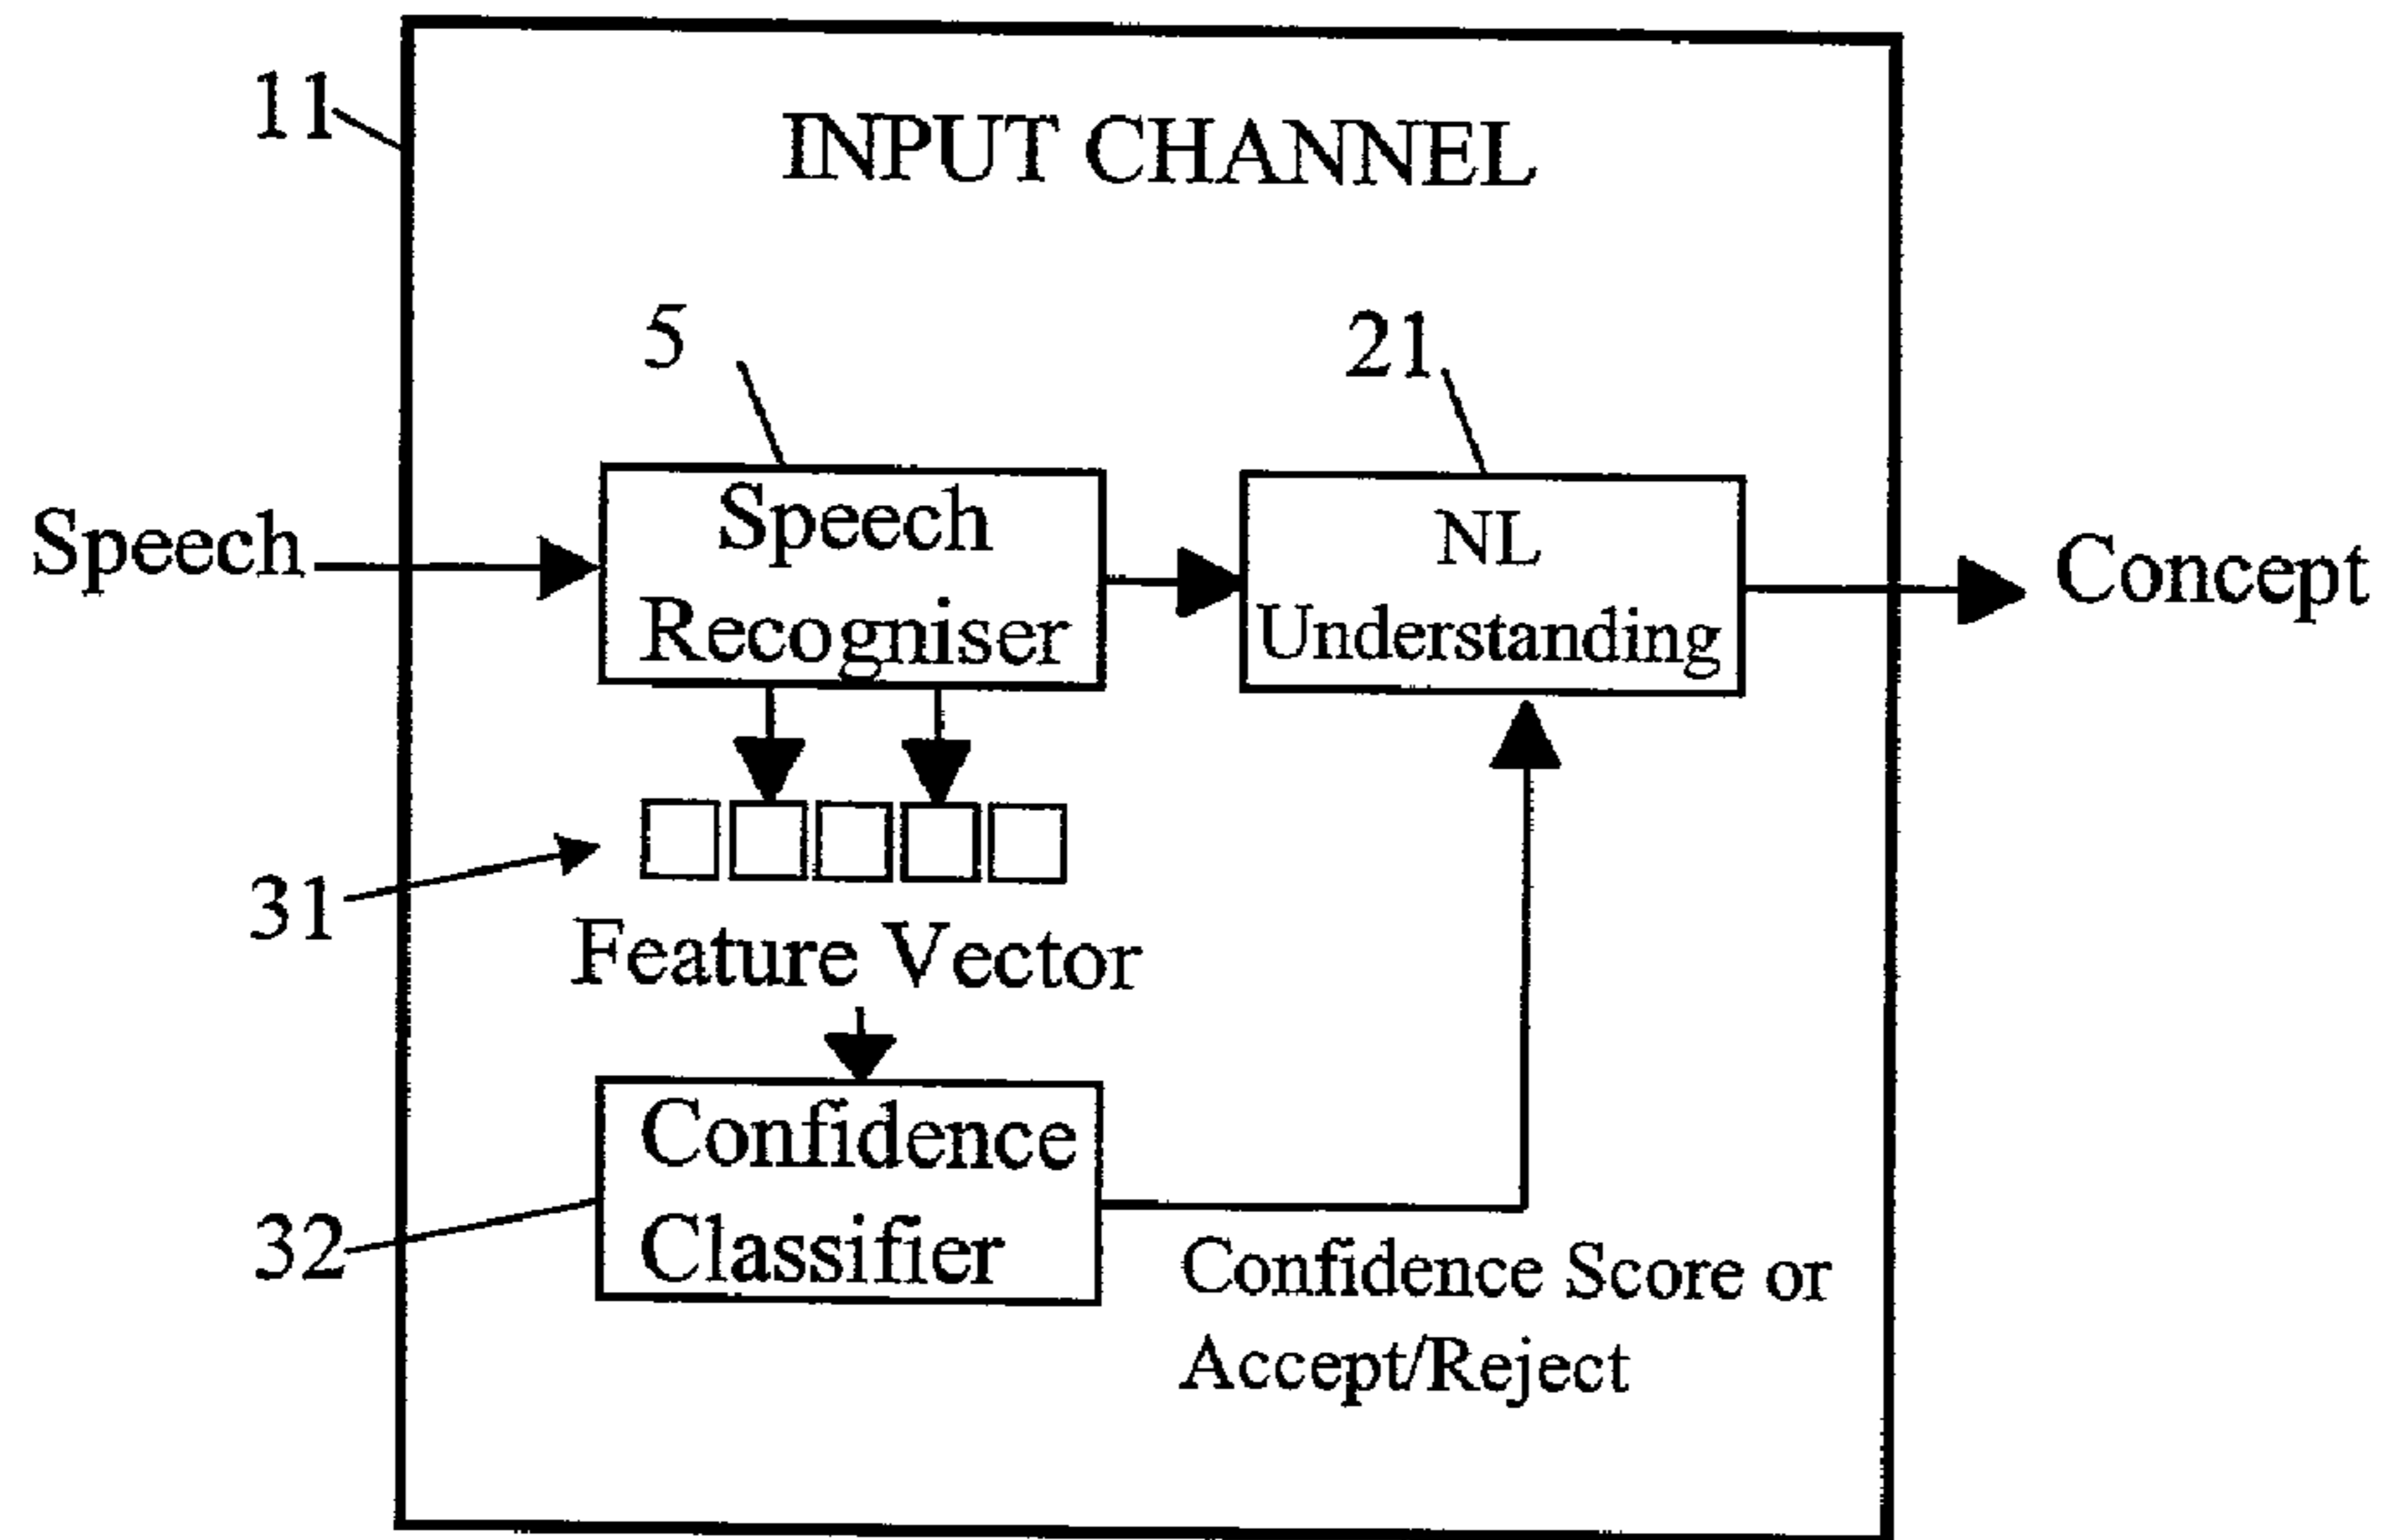 11
INPUT CHANNEL
5
21
Speech
Speech
Recogniser
NL
Understanding
Concept
31
Feature Vector
32
Confidence
Classifier
Confidence Score or
Accept/Reject